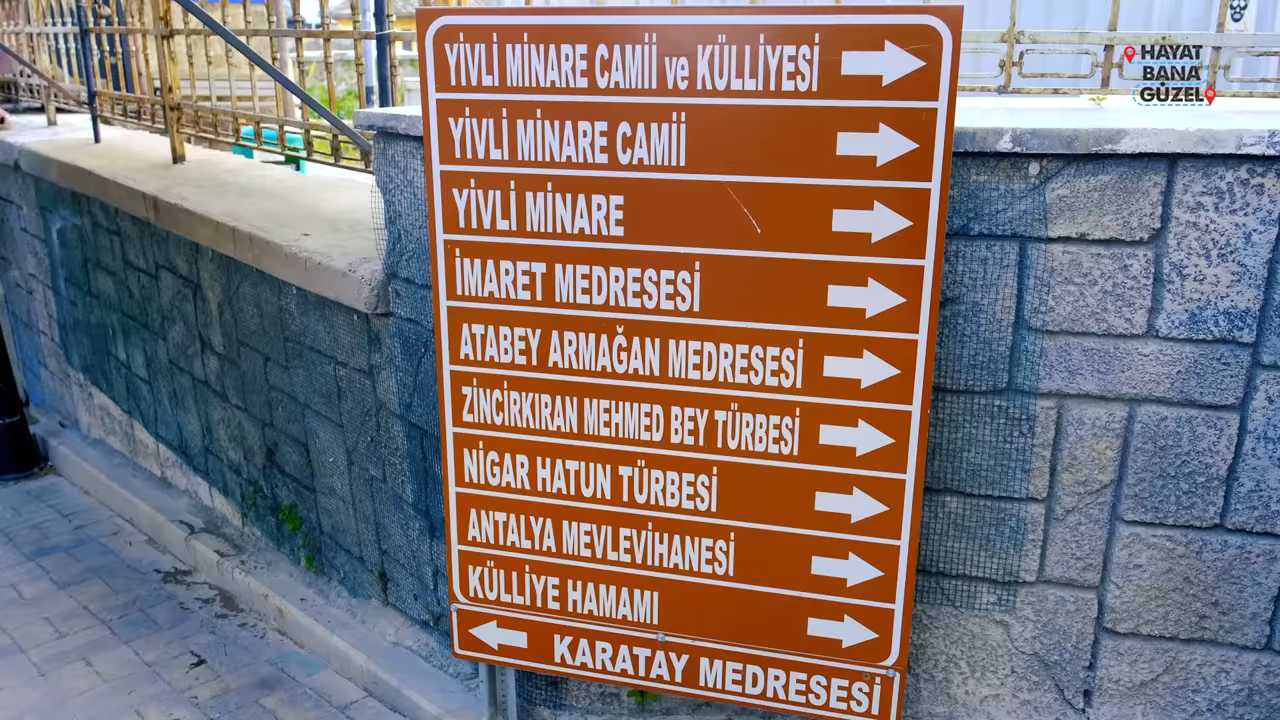 YİVLİ MİNARE CAMİİ ve KÜLLİYESİ
YİVLİ MİNARE CAMİİ
YİVLİ MİNARE
İMARET MEDRESESİ
ATABEY ARMAĞAN MEDRESESİ
ZİNCİRKIRAN MEHMED BEY TÜRBESİ
NİGAR HATUN TÜRBESİ
ANTALYA MEVLEVİHANESİ
KÜLLİYE HAMAMI
KARATAY MEDRESESİ
HAYAT
BANA
GÜZEL